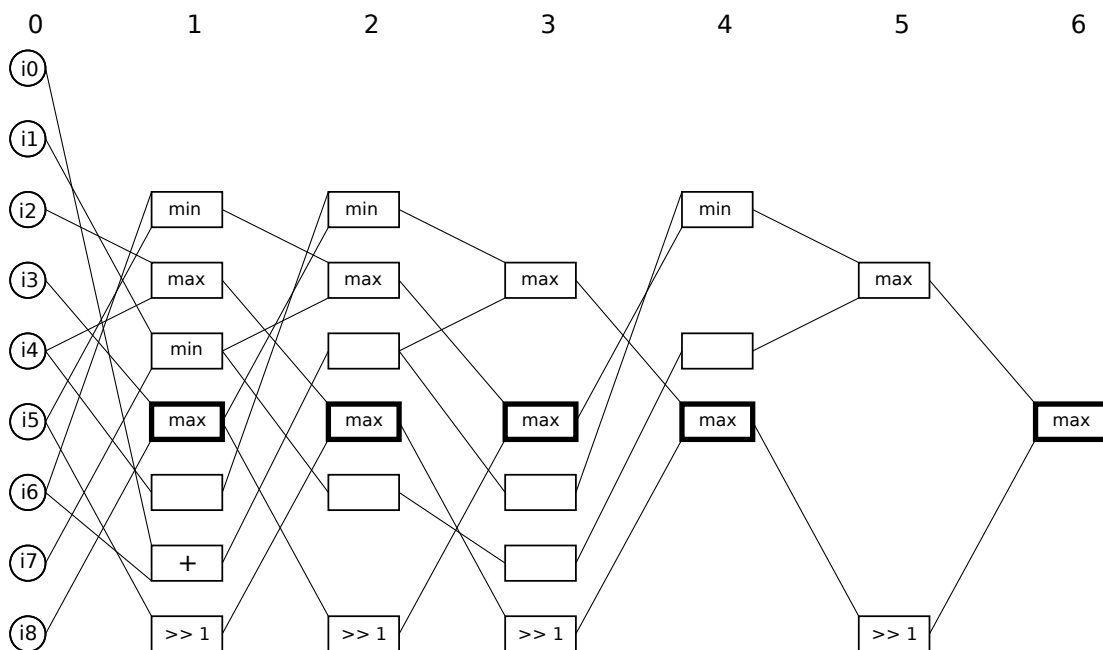 0 1 2 3 4 5 6
i0
i1
i2 min min min
i3 max max max max
i4 min
i5 max max max max max
i6
i7 +
i8 >> 1 >> 1 >> 1 >> 1